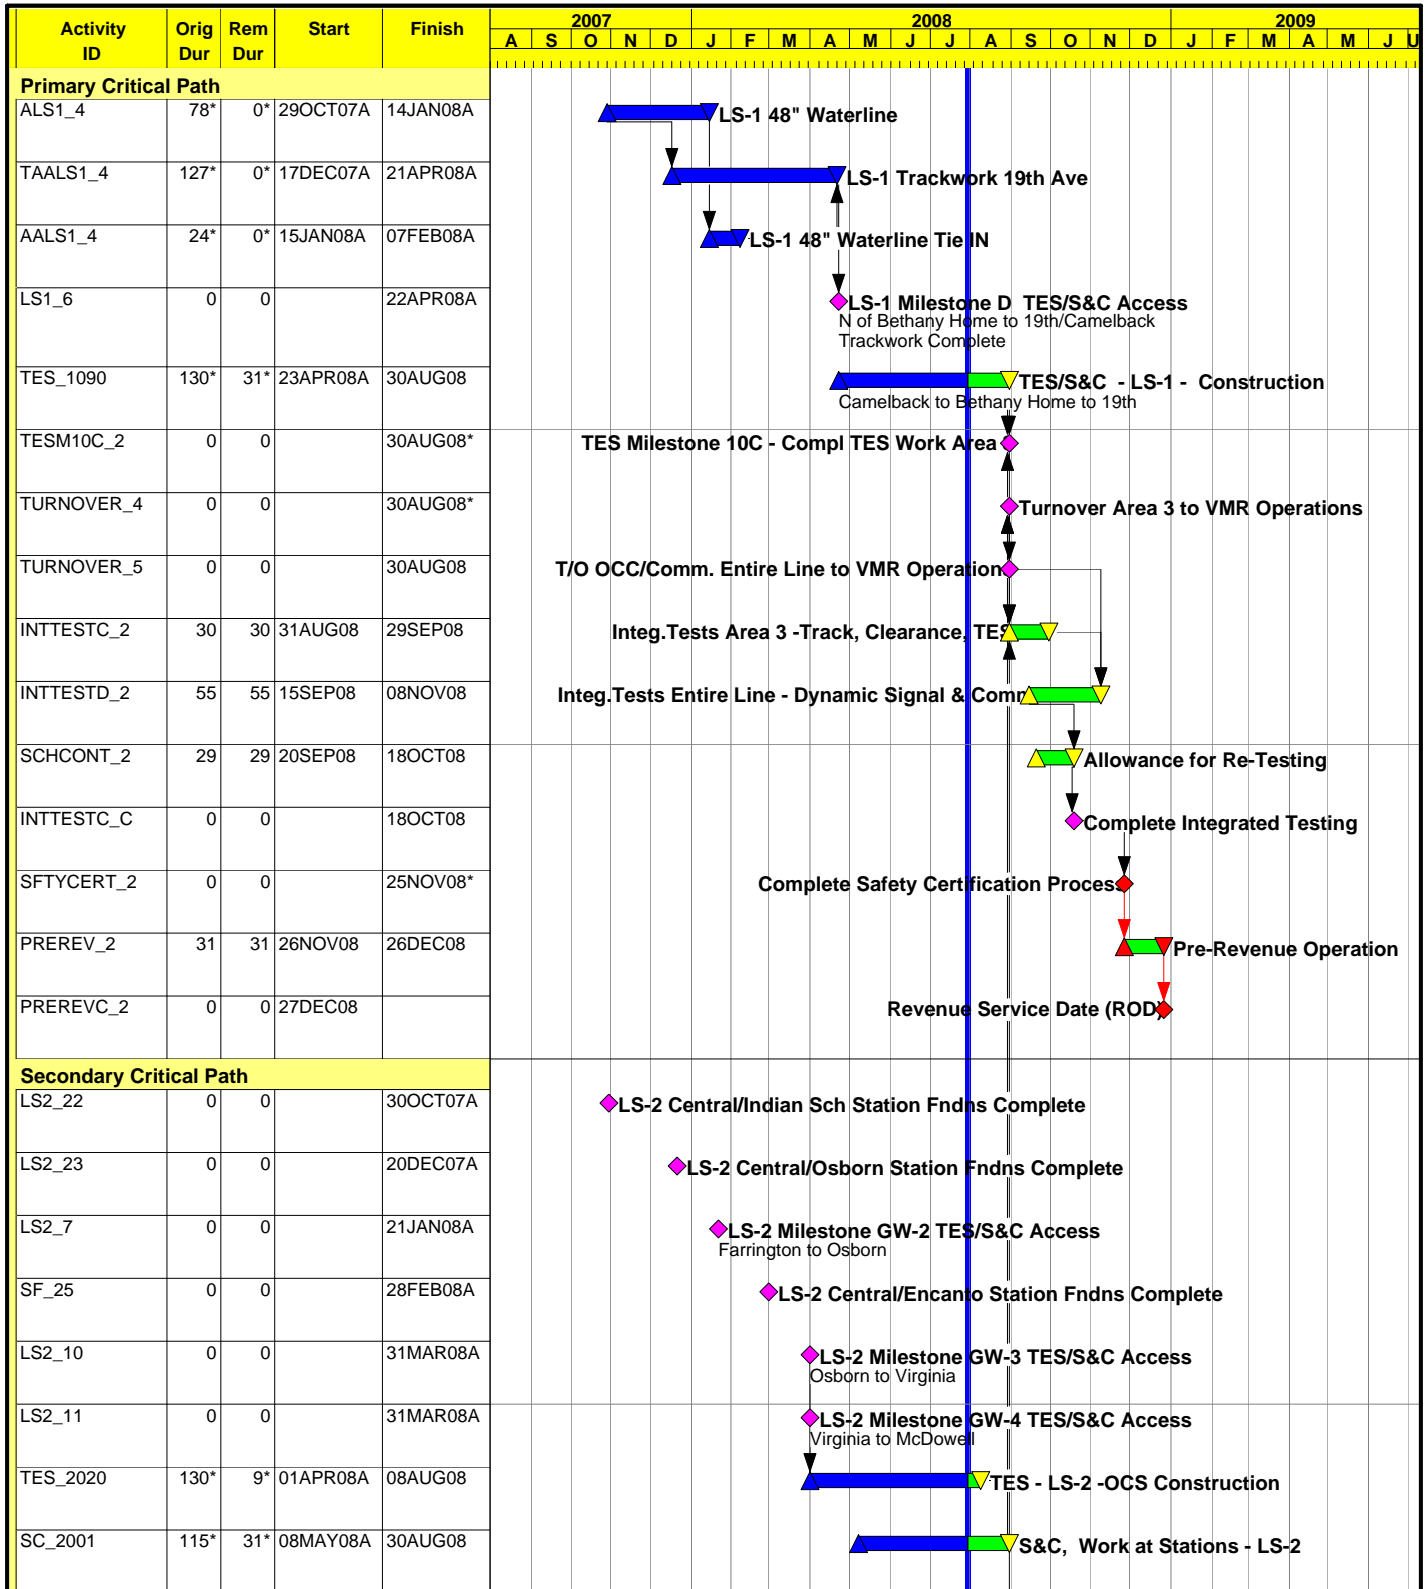 Activity ID Orig Dur Rem Dur Start Finish 2007 2008 2009
A S O N D J F M A M J J A S O N D J F M A M J U
Primary Critical Path
ALS1_4 78* 0* 29OCT07A 14JAN08A LS-1 48" Waterline
TAALS1_4 127* 0* 17DEC07A 21APR08A LS-1 Trackwork 19th Ave
AALS1_4 24* 0* 15JAN08A 07FEB08A LS-1 48" Waterline Tie IN
LS1_6 0 0 22APR08A LS-1 Milestone D TES/S&C Access
N of Bethany Home to 19th/Camelback
Trackwork Complete
TES_1090 130* 31* 23APR08A 30AUG08 TES/S&C - LS-1 - Construction
Camelback to Bethany Home to 19th
TESM10C_2 0 0 30AUG08* TES Milestone 10C - Compl TES Work Area
TURNOVER_4 0 0 30AUG08* Turnover Area 3 to VMR Operations
TURNOVER_5 0 0 30AUG08 T/O OCC/Comm. Entire Line to VMR Operation
INTTESTC_2 30 30 31AUG08 29SEP08 Integ.Tests Area 3 -Track, Clearance, TES
INTTESTD_2 55 55 15SEP08 08NOV08 Integ.Tests Entire Line - Dynamic Signal & Comm
SCHCONT_2 29 29 20SEP08 18OCT08 Allowance for Re-Testing
INTTESTC_C 0 0 18OCT08 Complete Integrated Testing
SFTYCERT_2 0 0 25NOV08* Complete Safety Certification Process
PREREV_2 31 31 26NOV08 26DEC08 Pre-Revenue Operation
PREREVC_2 0 0 27DEC08 Revenue Service Date (ROD)
Secondary Critical Path
LS2_22 0 0 30OCT07A LS-2 Central/Indian Sch Station Fndns Complete
LS2_23 0 0 20DEC07A LS-2 Central/Osborn Station Fndns Complete
LS2_7 0 0 21JAN08A LS-2 Milestone GW-2 TES/S&C Access
Farrington to Osborn
SF_25 0 0 28FEB08A LS-2 Central/Encanto Station Fndns Complete
LS2_10 0 0 31MAR08A LS-2 Milestone GW-3 TES/S&C Access
Osborn to Virginia
LS2_11 0 0 31MAR08A LS-2 Milestone GW-4 TES/S&C Access
Virginia to McDowell
TES_2020 130* 9* 01APR08A 08AUG08 TES - LS-2 -OCS Construction
SC_2001 115* 31* 08MAY08A 30AUG08 S&C, Work at Stations - LS-2